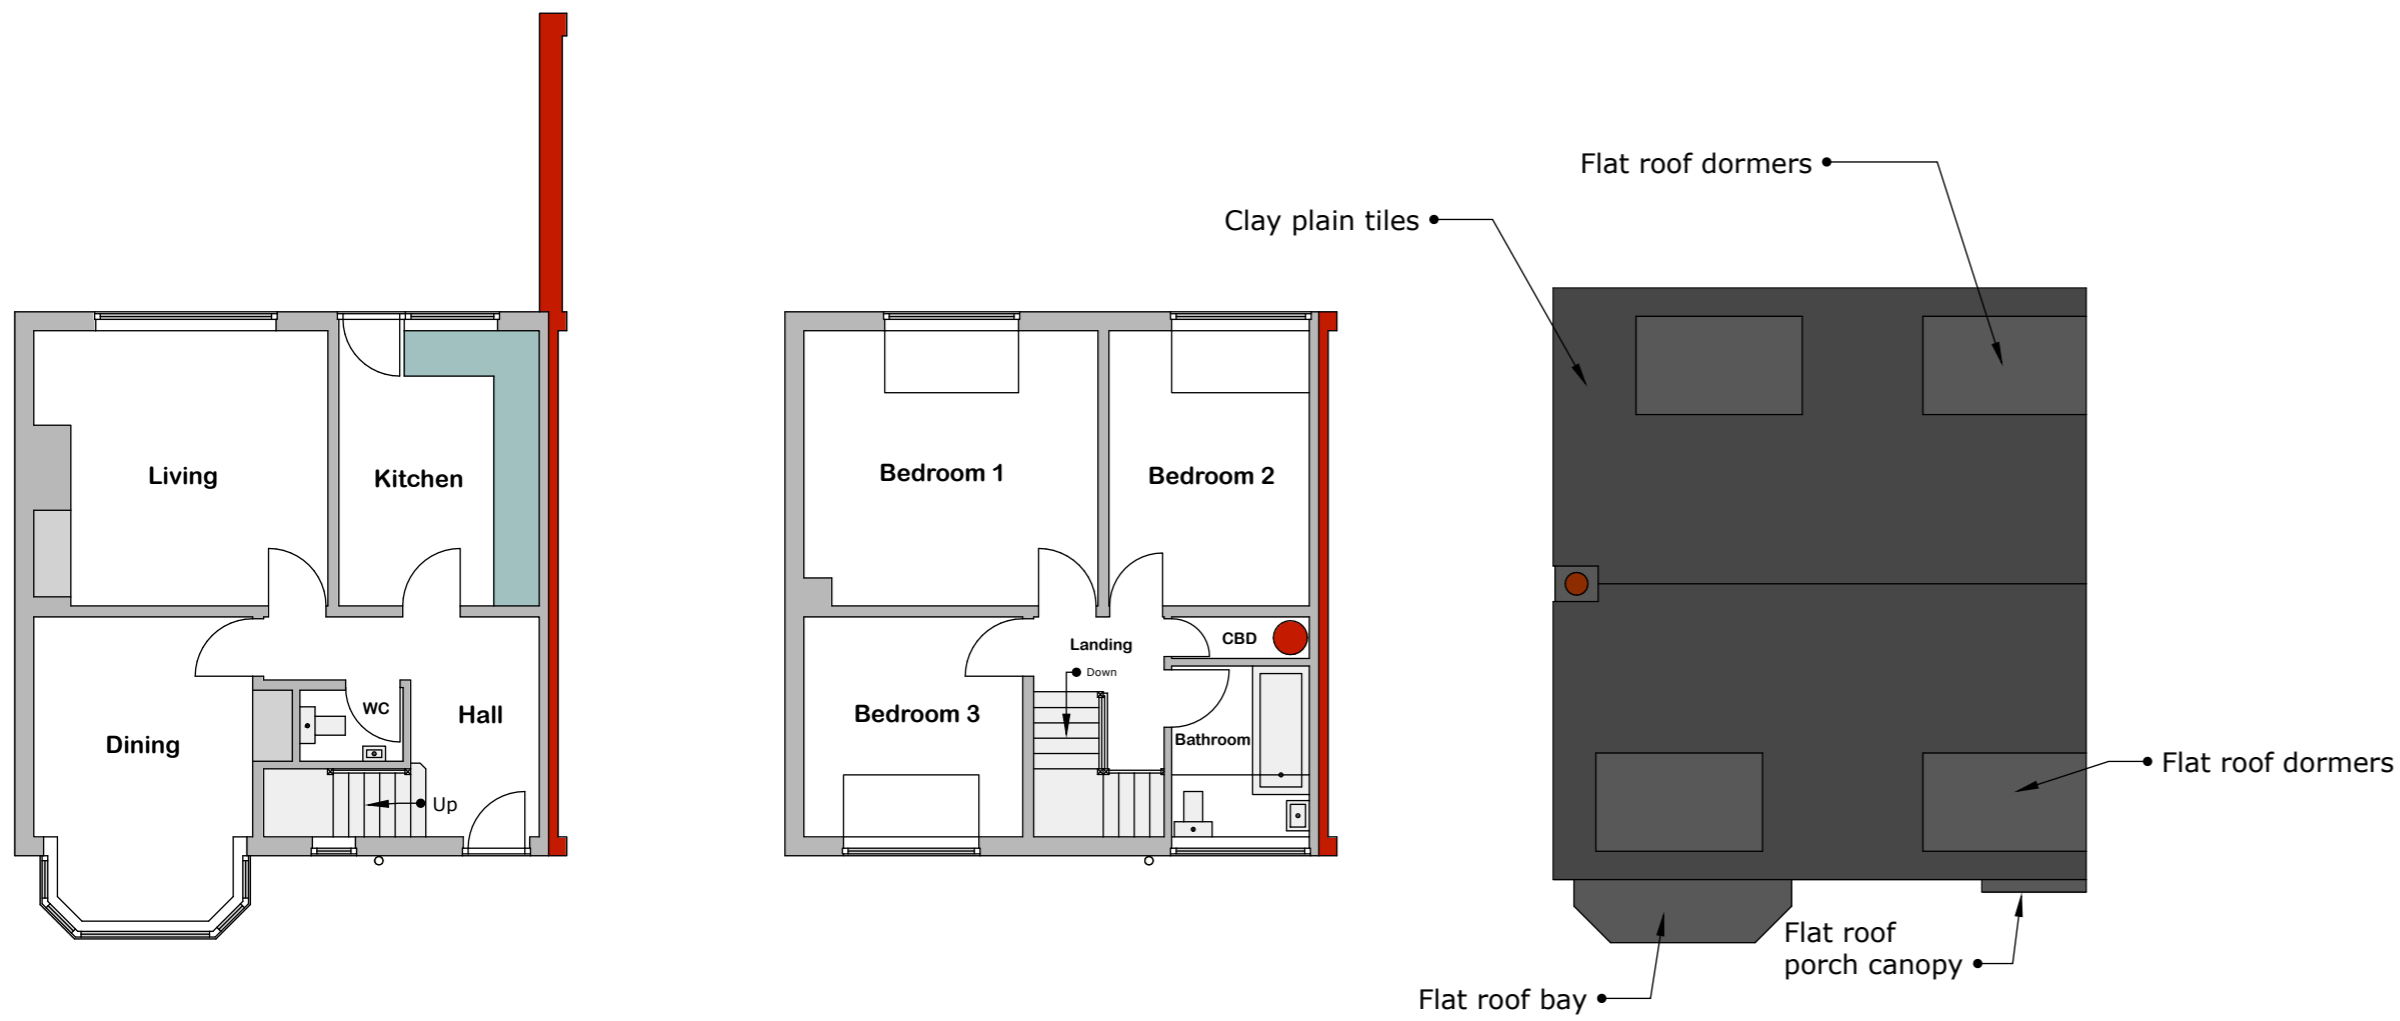 Living
Kitchen
Dining
WC
Hall
Up
Bedroom 1
Bedroom 2
Landing
CBD
Down
Bedroom 3
Bathroom
Flat roof dormers
Clay plain tiles
Flat roof dormers
Flat roof
porch canopy
Flat roof bay